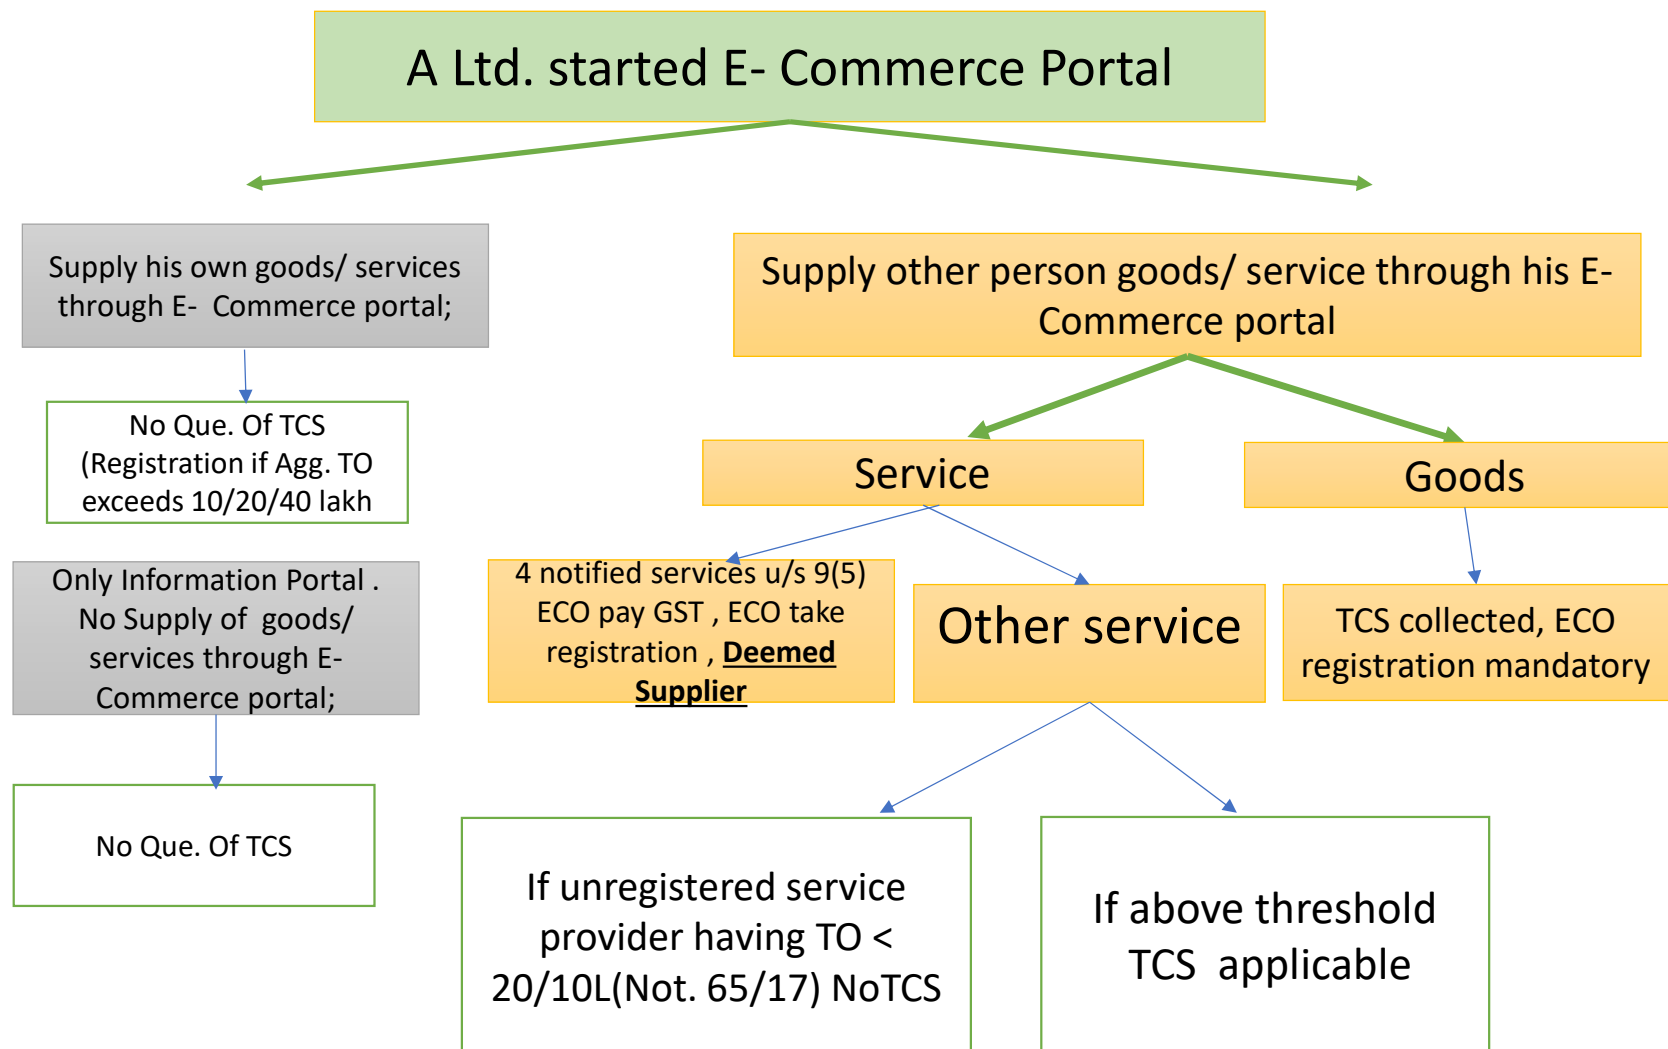 A Ltd. started E- Commerce Portal
Supply his own goods/ services
through E-  Commerce portal;
No Que. Of TCS
(Registration if Agg. TO
exceeds 10/20/40 lakh
Only Information Portal .
No Supply of  goods/
services through E-
Commerce portal;
No Que. Of TCS
Supply other person goods/ service through his E-
Commerce portal
Service
Goods
4 notified services u/s 9(5)
ECO pay GST , ECO take
registration , Deemed
Supplier
Other service
TCS collected, ECO
registration mandatory
If unregistered service
provider having TO <
20/10L(Not. 65/17) NoTCS
If above threshold
TCS  applicable